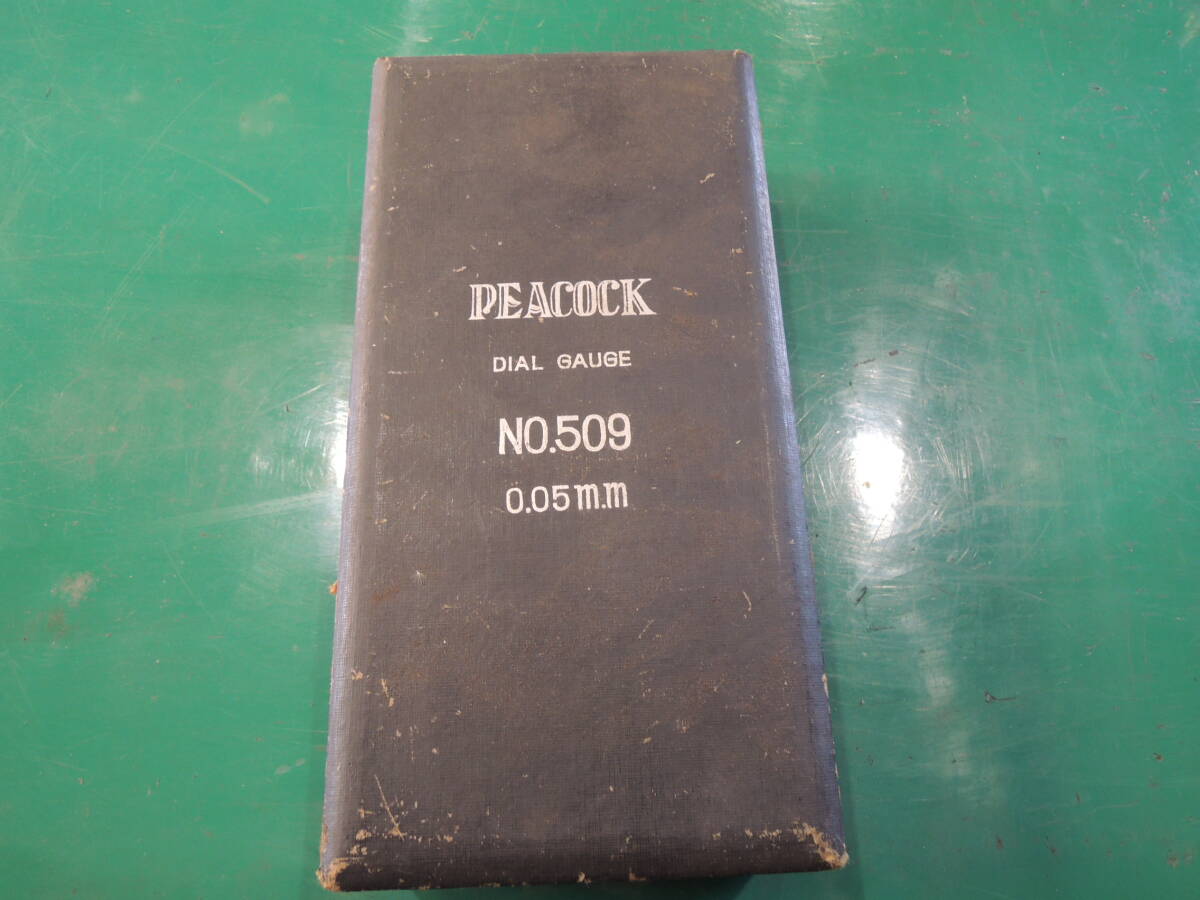 PEACOCK
DIAL GAUGE
NO.509
0.05m.m